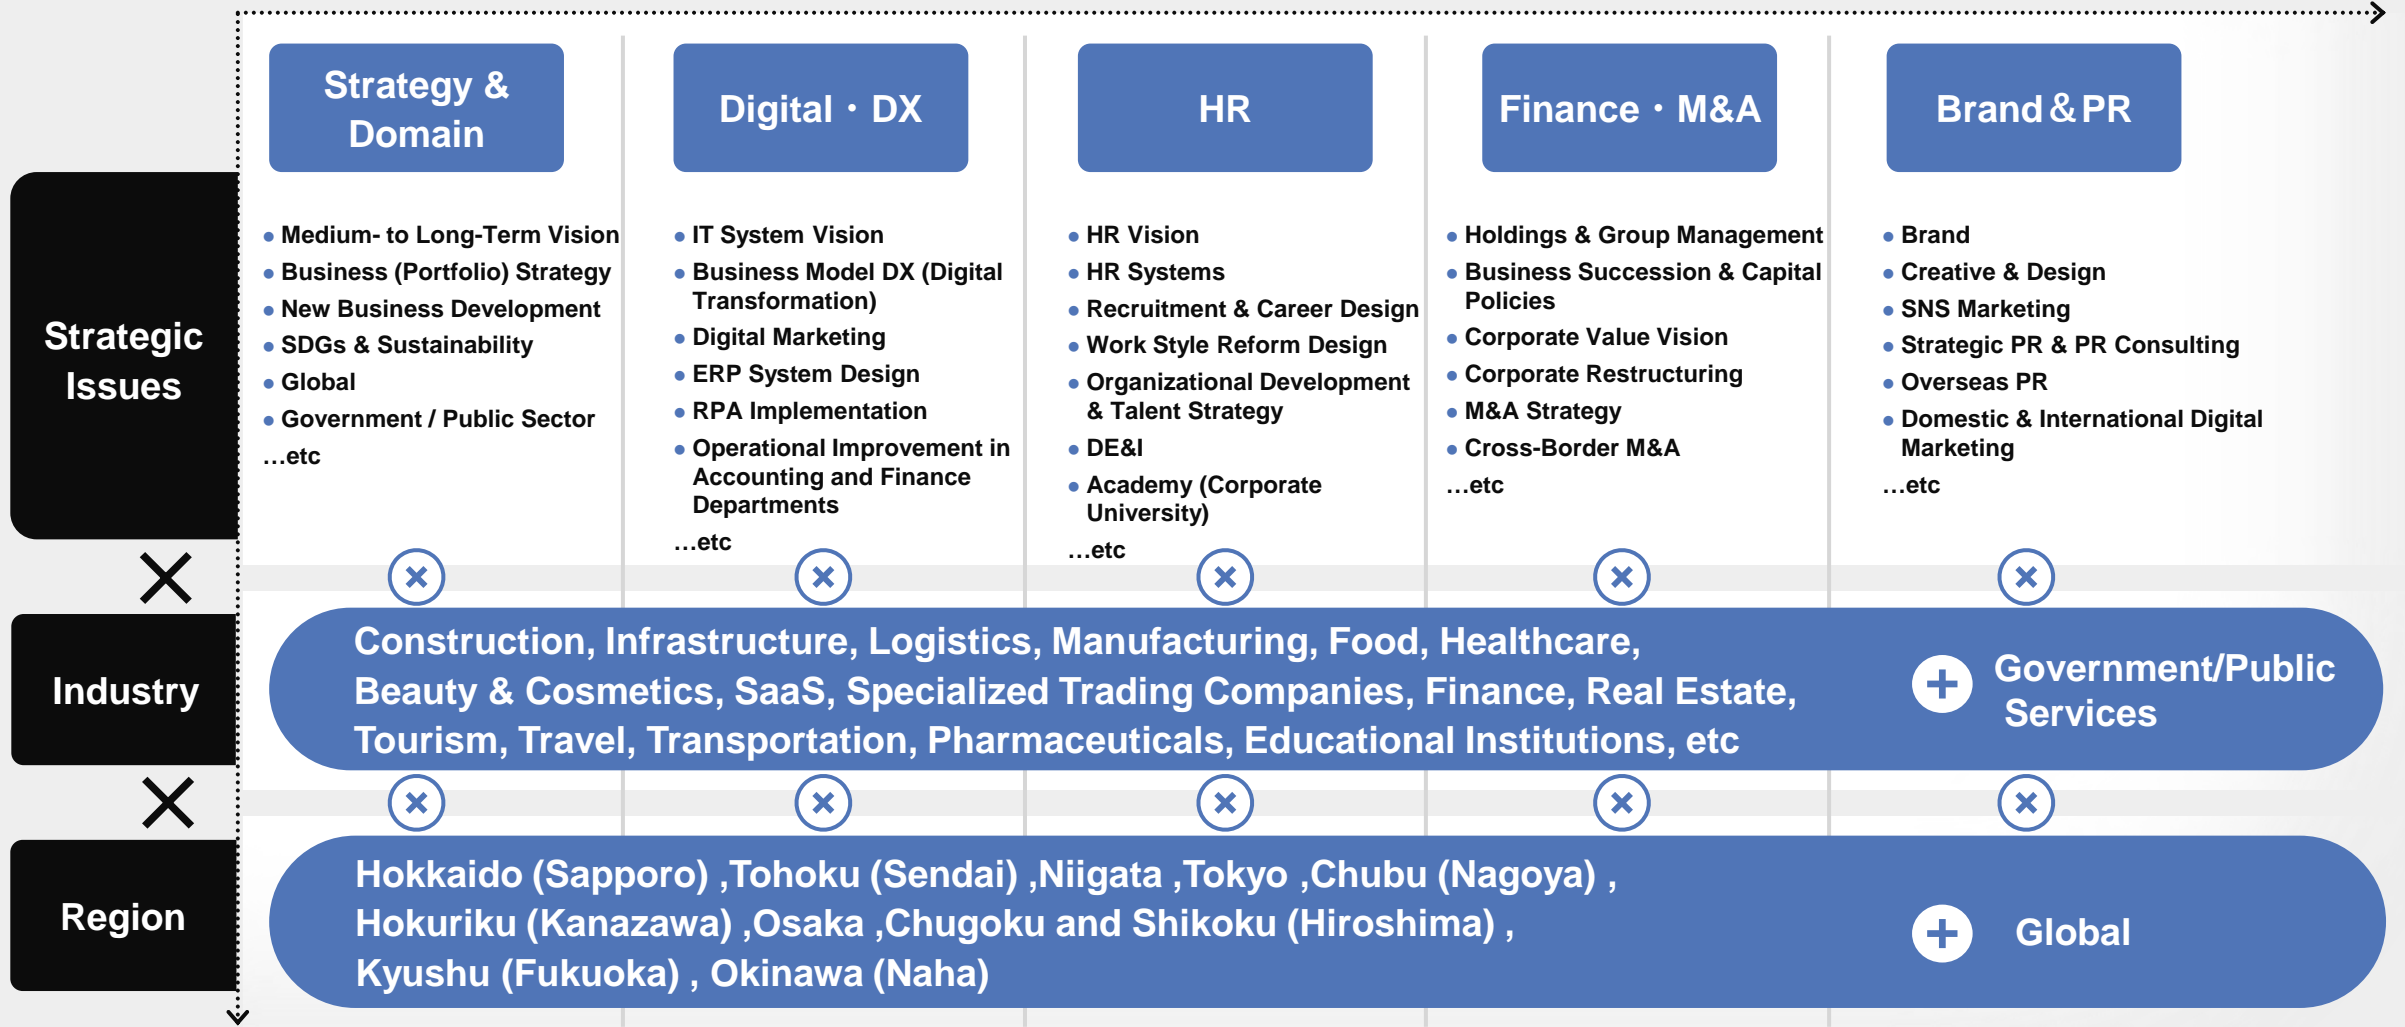 Strategy &
Domain
Digital・DX
HR
Finance・M&A
Brand＆PR
Strategic
Issues
● Medium- to Long-Term Vision
● Business (Portfolio) Strategy
● New Business Development
● SDGs & Sustainability
● Global
● Government / Public Sector
…etc
● IT System Vision
● Business Model DX (Digital
Transformation)
● Digital Marketing
● ERP System Design
● RPA Implementation
● Operational Improvement in
Accounting and Finance
Departments
…etc
● HR Vision
● HR Systems
● Recruitment & Career Design
● Work Style Reform Design
● Organizational Development
& Talent Strategy
● DE&I
● Academy (Corporate
University)
…etc
● Holdings & Group Management
● Business Succession & Capital
Policies
● Corporate Value Vision
● Corporate Restructuring
● M&A Strategy
● Cross-Border M&A
…etc
● Brand
● Creative & Design
● SNS Marketing
● Strategic PR & PR Consulting
● Overseas PR
● Domestic & International Digital
Marketing
…etc
Industry
Construction, Infrastructure, Logistics, Manufacturing, Food, Healthcare,
Beauty & Cosmetics, SaaS, Specialized Trading Companies, Finance, Real Estate,
Tourism, Travel, Transportation, Pharmaceuticals, Educational Institutions, etc
Government/Public
Services
Region
Hokkaido (Sapporo) ,Tohoku (Sendai) ,Niigata ,Tokyo ,Chubu (Nagoya) ,
Hokuriku (Kanazawa) ,Osaka ,Chugoku and Shikoku (Hiroshima) ,
Kyushu (Fukuoka) , Okinawa (Naha)
Global